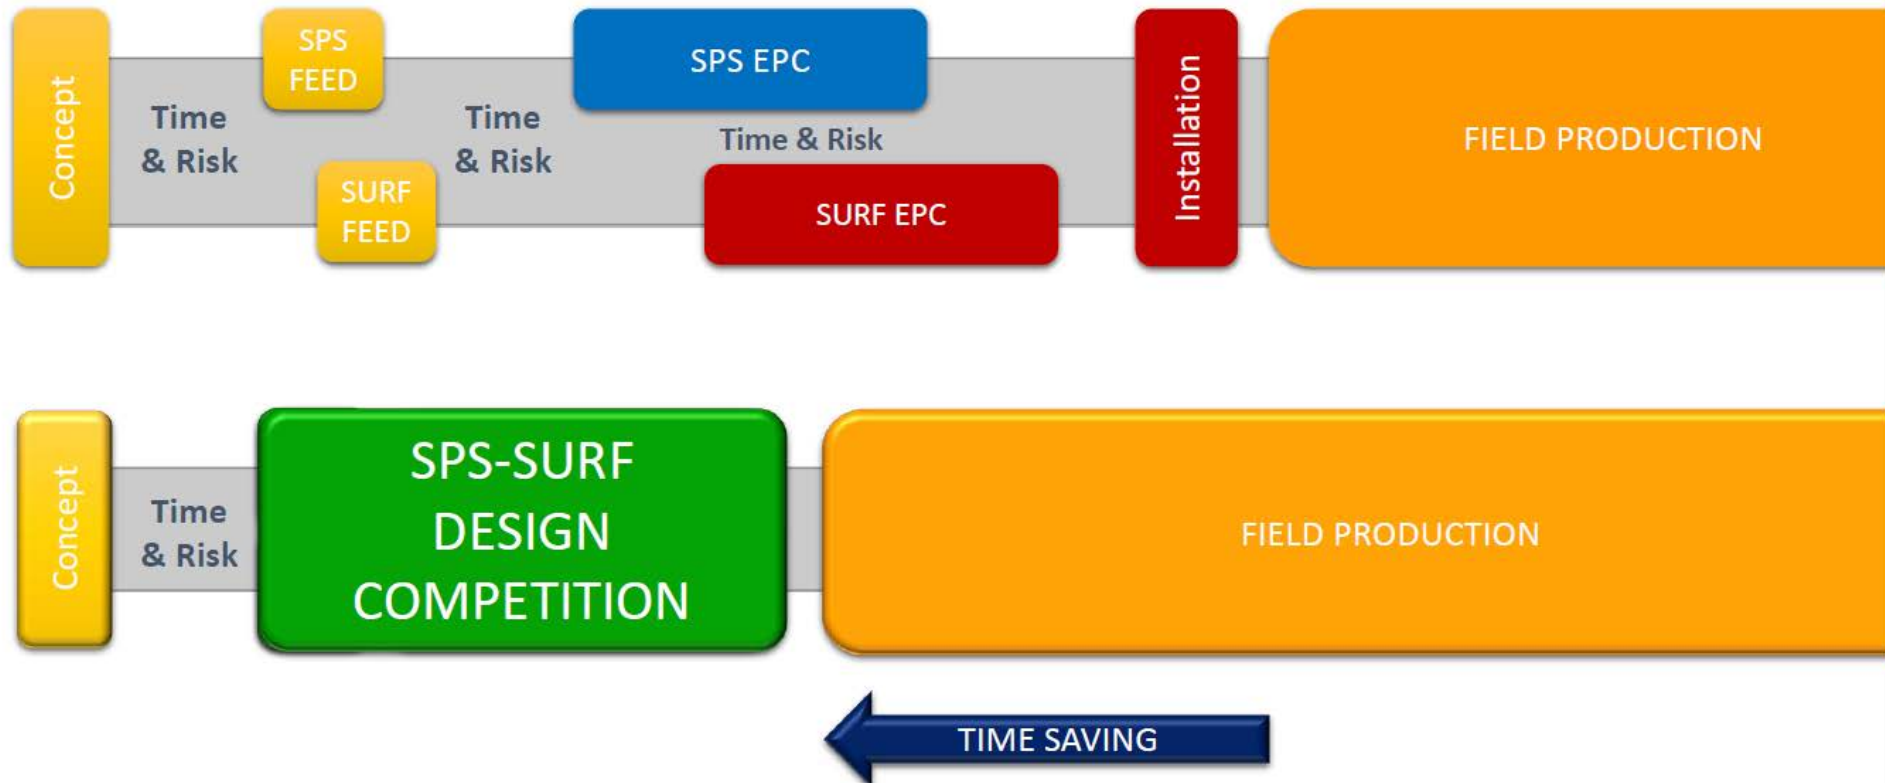 Concept
Time
& Risk
SPS
FEED
SURF
FEED
Time
& Risk
SPS EPC
Time & Risk
SURF EPC
Installation
FIELD PRODUCTION
Concept
Time
& Risk
SPS-SURF
DESIGN
COMPETITION
FIELD PRODUCTION
TIME SAVING